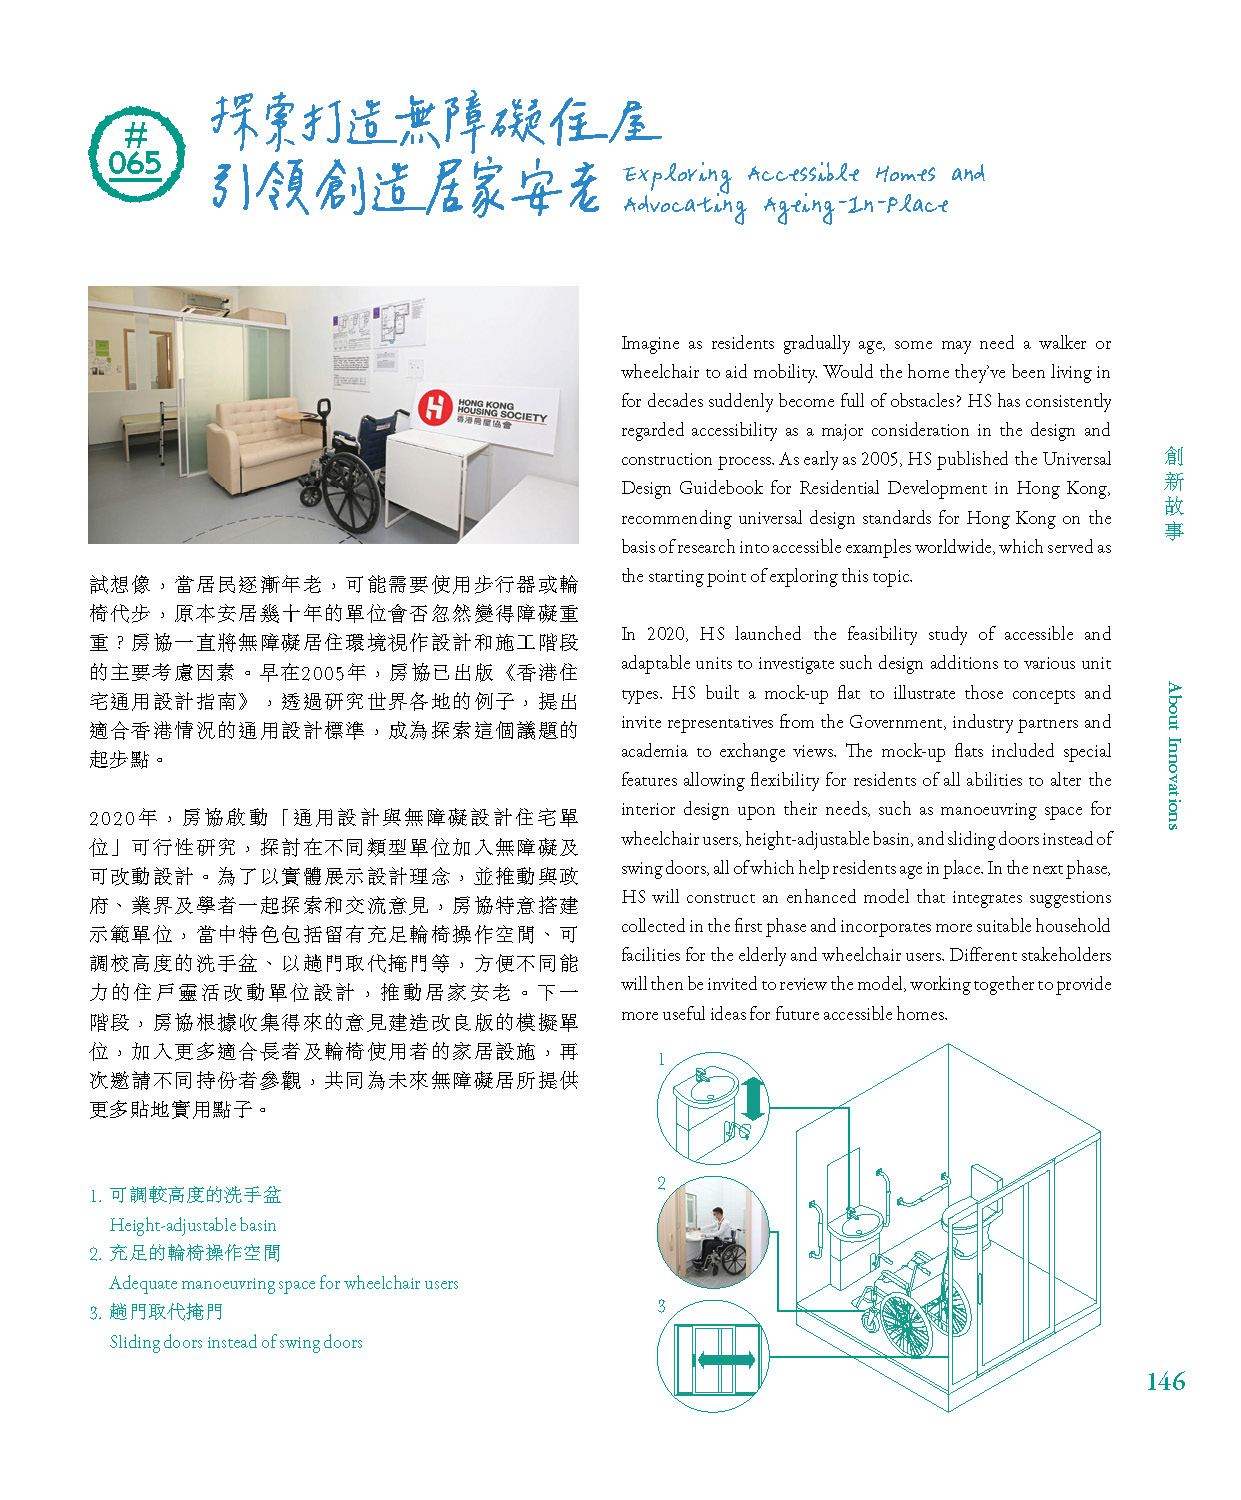 #
065
探索打造無障礙住屋
引領創造居家安老
Exploring Accessible Homes and
Advocating Ageing-In-Place
HONG KONG
HOUSING SOCIETY
香港房屋協會
試想像，當居民逐漸年老，可能需要使用步行器或輪
椅代步，原本安居幾十年的單位會否忽然變得障礙重
重？房協一直將無障礙居住環境視作設計和施工階段
的主要考慮因素。早在2005年，房協已出版《香港住
宅通用設計指南》，透過研究世界各地的例子，提出
適合香港情況的通用設計標準，成為探索這個議題的
起步點。
2020年，房協啟動「通用設計與無障礙設計住宅單
位」可行性研究，探討在不同類型單位加入無障礙及
可改動設計。為了以實體展示設計理念，並推動與政
府、業界及學者一起探索和交流意見，房協特意搭建
示範單位，當中特色包括留有充足輪椅操作空間、可
調校高度的洗手盆、以趟門取代掩門等，方便不同能
力的住戶靈活改動單位設計，推動居家安老。下一
階段，房協根據收集得來的意見建造改良版的模擬單
位，加入更多適合長者及輪椅使用者的家居設施，再
次邀請不同持份者參觀，共同為未來無障礙居所提供
更多貼地實用點子。
1. 可調較高度的洗手盆
Height-adjustable basin
2. 充足的輪椅操作空間
Adequate manoeuvring space for wheelchair users
3. 趟門取代掩門
Sliding doors instead of swing doors
Imagine as residents gradually age, some may need a walker or
wheelchair to aid mobility. Would the home they’ve been living in
for decades suddenly become full of obstacles? HS has consistently
regarded accessibility as a major consideration in the design and
construction process. As early as 2005, HS published the Universal
Design Guidebook for Residential Development in Hong Kong,
recommending universal design standards for Hong Kong on the
basis of research into accessible examples worldwide, which served as
the starting point of exploring this topic.
In 2020, HS launched the feasibility study of accessible and
adaptable units to investigate such design additions to various unit
types. HS built a mock-up flat to illustrate those concepts and
invite representatives from the Government, industry partners and
academia to exchange views. The mock-up flats included special
features allowing flexibility for residents of all abilities to alter the
interior design upon their needs, such as manoeuvring space for
wheelchair users, height-adjustable basin, and sliding doors instead of
swing doors, all of which help residents age in place. In the next phase,
HS will construct an enhanced model that integrates suggestions
collected in the first phase and incorporates more suitable household
facilities for the elderly and wheelchair users. Different stakeholders
will then be invited to review the model, working together to provide
more useful ideas for future accessible homes.
1
2
3
創新故事
About Innovations
146